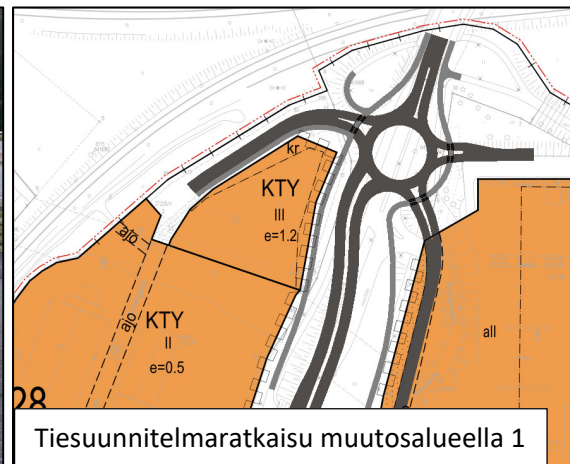 kr
KTY
III
e=1.2
ajo
ajo
KTY
II
e=0.5
all
28
Tiesuunnitelmaratkaisu muutosalueella 1